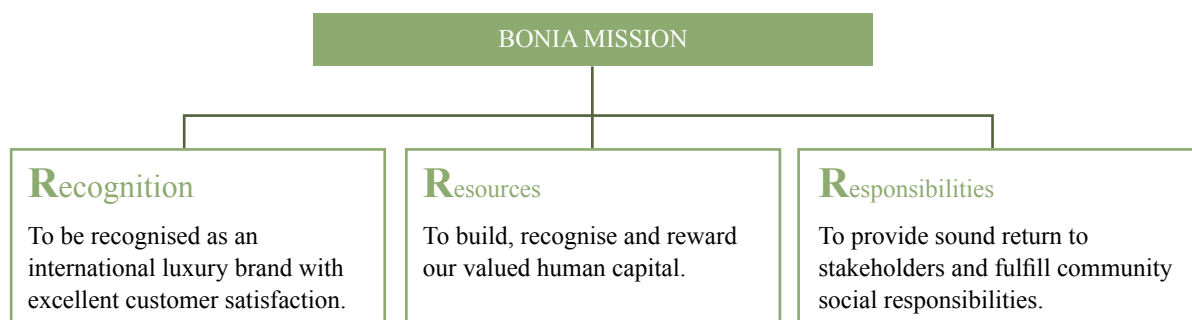 BONIA MISSION
Recognition
To be recognised as an
international luxury brand with
excellent customer satisfaction.
Resources
To build, recognise and reward
our valued human capital.
Responsibilities
To provide sound return to
stakeholders and fulfill community
social responsibilities.